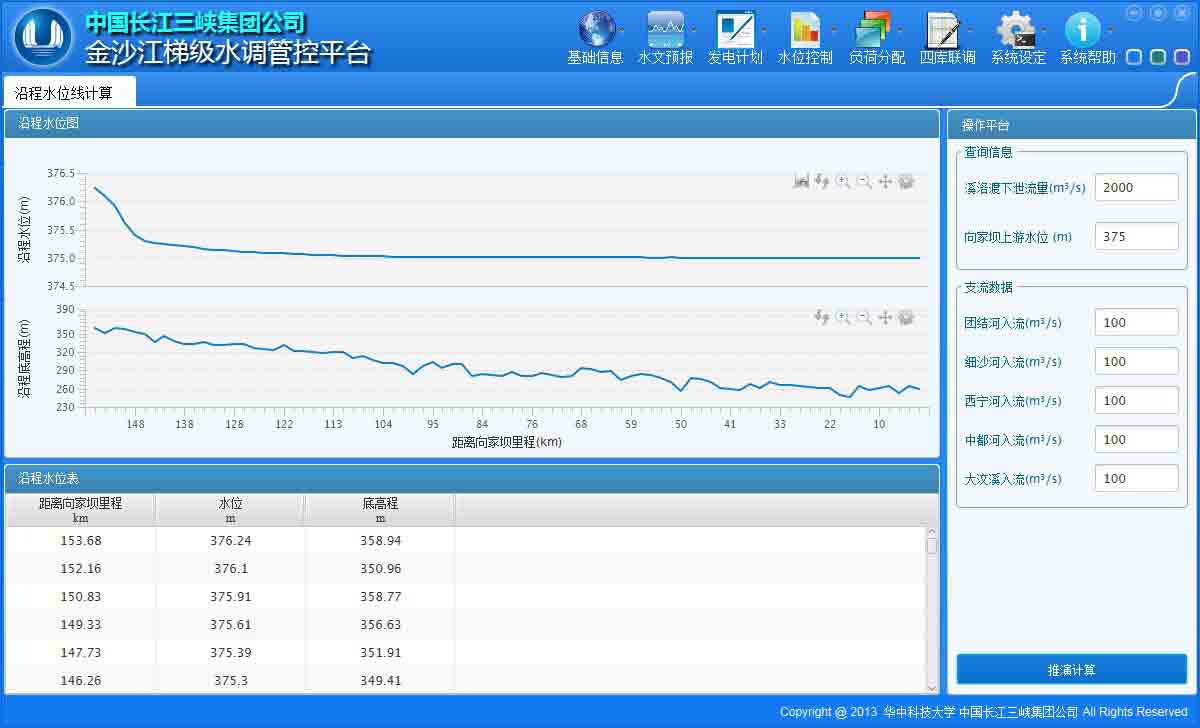 中国长江三峡集团公司
金沙江梯级水调管控平台
基础信息 水文预报 发电计划 水位控制 负荷分配 四库联调 系统设定 系统帮助
沿程水位线计算
沿程水位图
沿程水位(m)
376.5
376.0
375.5
375.0
374.5
沿程底高程(m)
390
350
320
290
260
230
148 138 128 122 113 104 95 84 76 68 59 50 41 33 22 10
距离向家坝里程(km)
沿程水位表
距离向家坝里程 水位 底高程
km m m
153.68 376.24 358.94
152.16 376.1 350.96
150.83 375.91 358.77
149.33 375.61 356.63
147.73 375.39 351.91
146.26 375.3 349.41
操作平台
查询信息
溪洛渡下泄流量(m³/s) 2000
向家坝上游水位 (m) 375
支流数据
团结河入流(m³/s) 100
细沙河入流(m³/s) 100
西宁河入流(m³/s) 100
中都河入流(m³/s) 100
大汶溪入流(m³/s) 100
推演计算
Copyright @ 2013 华中科技大学 中国长江三峡集团公司 All Rights Reserved